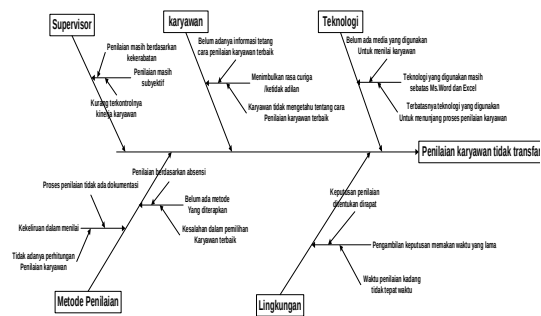 Supervisor
karyawan
Teknologi
Penilaian masih berdasarkan
kekerabatan
Penilaian masih
subyektif
Kurang terkontrolnya
kinerja karyawan
Belum adanya informasi tetang
cara penilaian karyawan terbaik
Menimbulkan rasa curiga
/ketidak adilan
Karyawan tidak mengetahu tentang cara
Penilaian karyawan terbaik
Belum ada media yang digunakan
Untuk menilai karyawan
Teknologi yang digunakan masih
sebatas Ms.Word dan Excel
Terbatasnya teknologi yang digunakan
Untuk menunjang proses penilaian karyawan
Penilaian karyawan tidak transfar
Penilaian berdasarkan absensi
Proses penilaian tidak ada dokumentasi
Belum ada metode
Yang diterapkan
Kekeliruan dalam menilai
Kesalahan dalam pemilihan
Karyawan terbaik
Tidak adanya perhitungan
Penilaian karyawan
Keputusan penilaian
ditentukan dirapat
Pengambilan keputusan memakan waktu yang lama
Waktu penilaian kadang
tidak tepat waktu
Metode Penilaian
Lingkungan